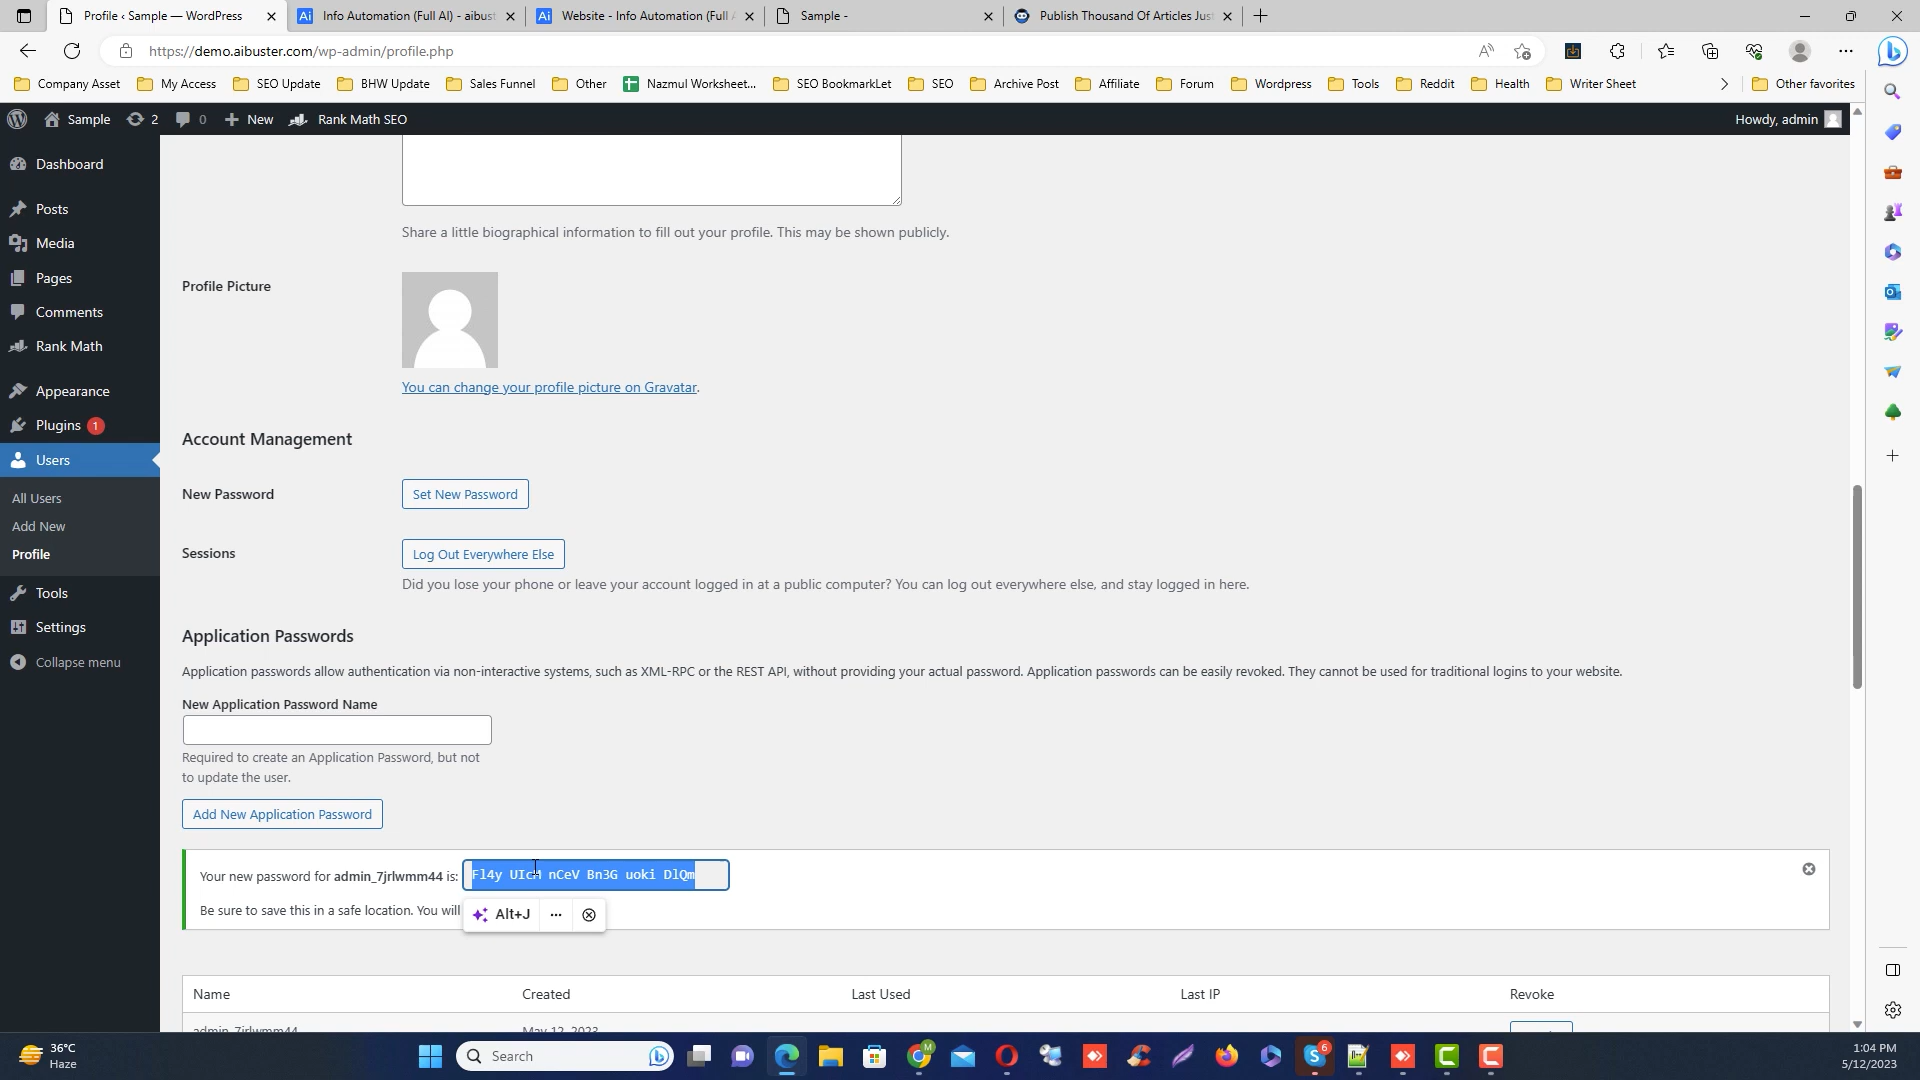 Profile ‹ Sample — WordPress
Info Automation (Full AI) - aibust
Website - Info Automation (Full A
Sample -
Publish Thousand Of Articles Just
https://demo.aibuster.com/wp-admin/profile.php
Company Asset
My Access
SEO Update
BHW Update
Sales Funnel
Other
Nazmul Worksheet...
SEO BookmarkLet
SEO
Archive Post
Affiliate
Forum
Wordpress
Tools
Reddit
Health
Writer Sheet
Other favorites
Sample
2
0
New
Rank Math SEO
Howdy, admin
Dashboard
Posts
Media
Pages
Comments
Rank Math
Appearance
Plugins 1
Users
All Users
Add New
Profile
Tools
Settings
Collapse menu
Share a little biographical information to fill out your profile. This may be shown publicly.
Profile Picture
You can change your profile picture on Gravatar.
Account Management
New Password
Set New Password
Sessions
Log Out Everywhere Else
Did you lose your phone or leave your account logged in at a public computer? You can log out everywhere else, and stay logged in here.
Application Passwords
Application passwords allow authentication via non-interactive systems, such as XML-RPC or the REST API, without providing your actual password. Application passwords can be easily revoked. They cannot be used for traditional logins to your website.
New Application Password Name
Required to create an Application Password, but not
to update the user.
Add New Application Password
Your new password for admin_7jrlwmm44 is: Fl4y UIcM nCeV Bn3G uoki DlQm
Be sure to save this in a safe location. You will
Alt+J
Name
Created
Last Used
Last IP
Revoke
admin_7jrlwmm44
May 12, 2023
36°C
Haze
Search
M
6
1:04 PM
5/12/2023